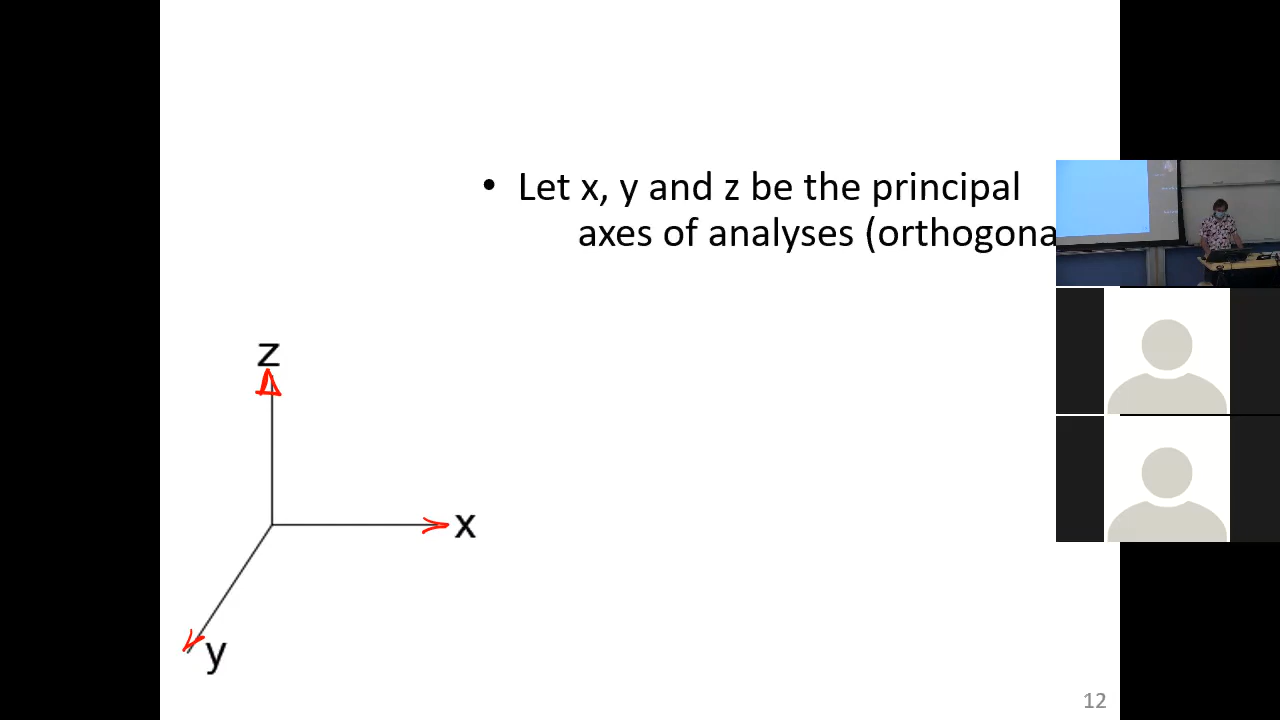 • Let x, y and z be the principal
axes of analyses (orthogona
z
x
y
12